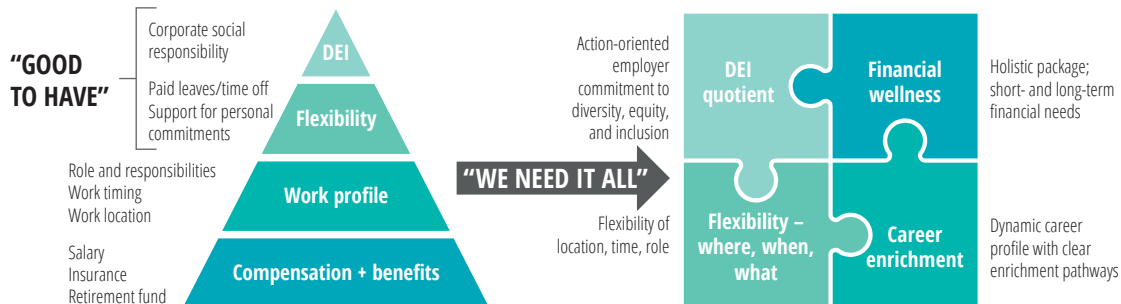 “GOOD
TO HAVE”
Corporate social
responsibility
Paid leaves/time off
Support for personal
commitments
Role and responsibilities
Work timing
Work location
Salary
Insurance
Retirement fund
DEI
Flexibility
Work profile
Compensation + benefits
“WE NEED IT ALL”
Action-oriented
employer
commitment to
diversity, equity,
and inclusion
Flexibility of
location, time, role
DEI
quotient
Financial
wellness
Flexibility –
where, when,
what
Career
enrichment
Holistic package;
short- and long-term
financial needs
Dynamic career
profile with clear
enrichment pathways